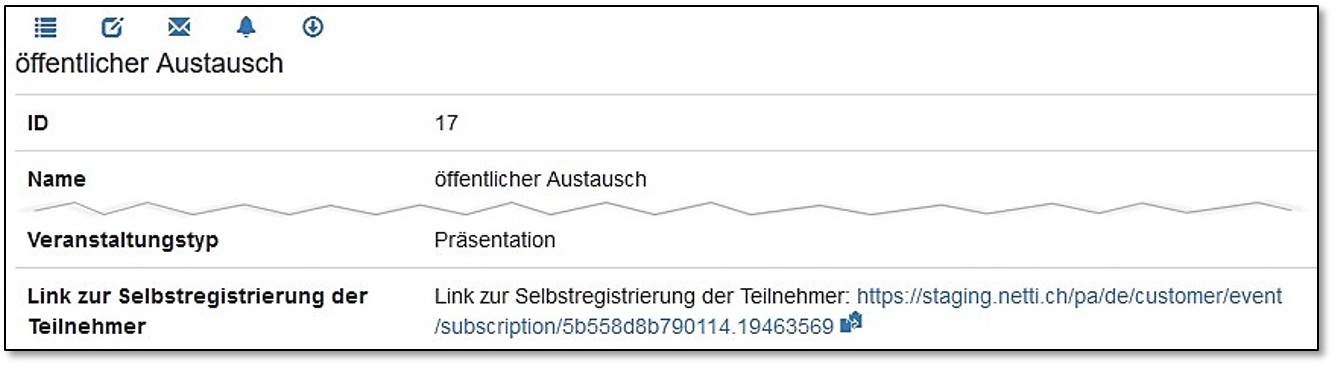 öffentlicher Austausch
ID 17
Name öffentlicher Austausch
Veranstaltungstyp Präsentation
Link zur Selbstregistrierung der Teilnehmer: https://staging.netti.ch/pa/de/customer/event
Link zur Selbstregistrierung der
Teilnehmer
/subscription/5b558d8b790114.19463569